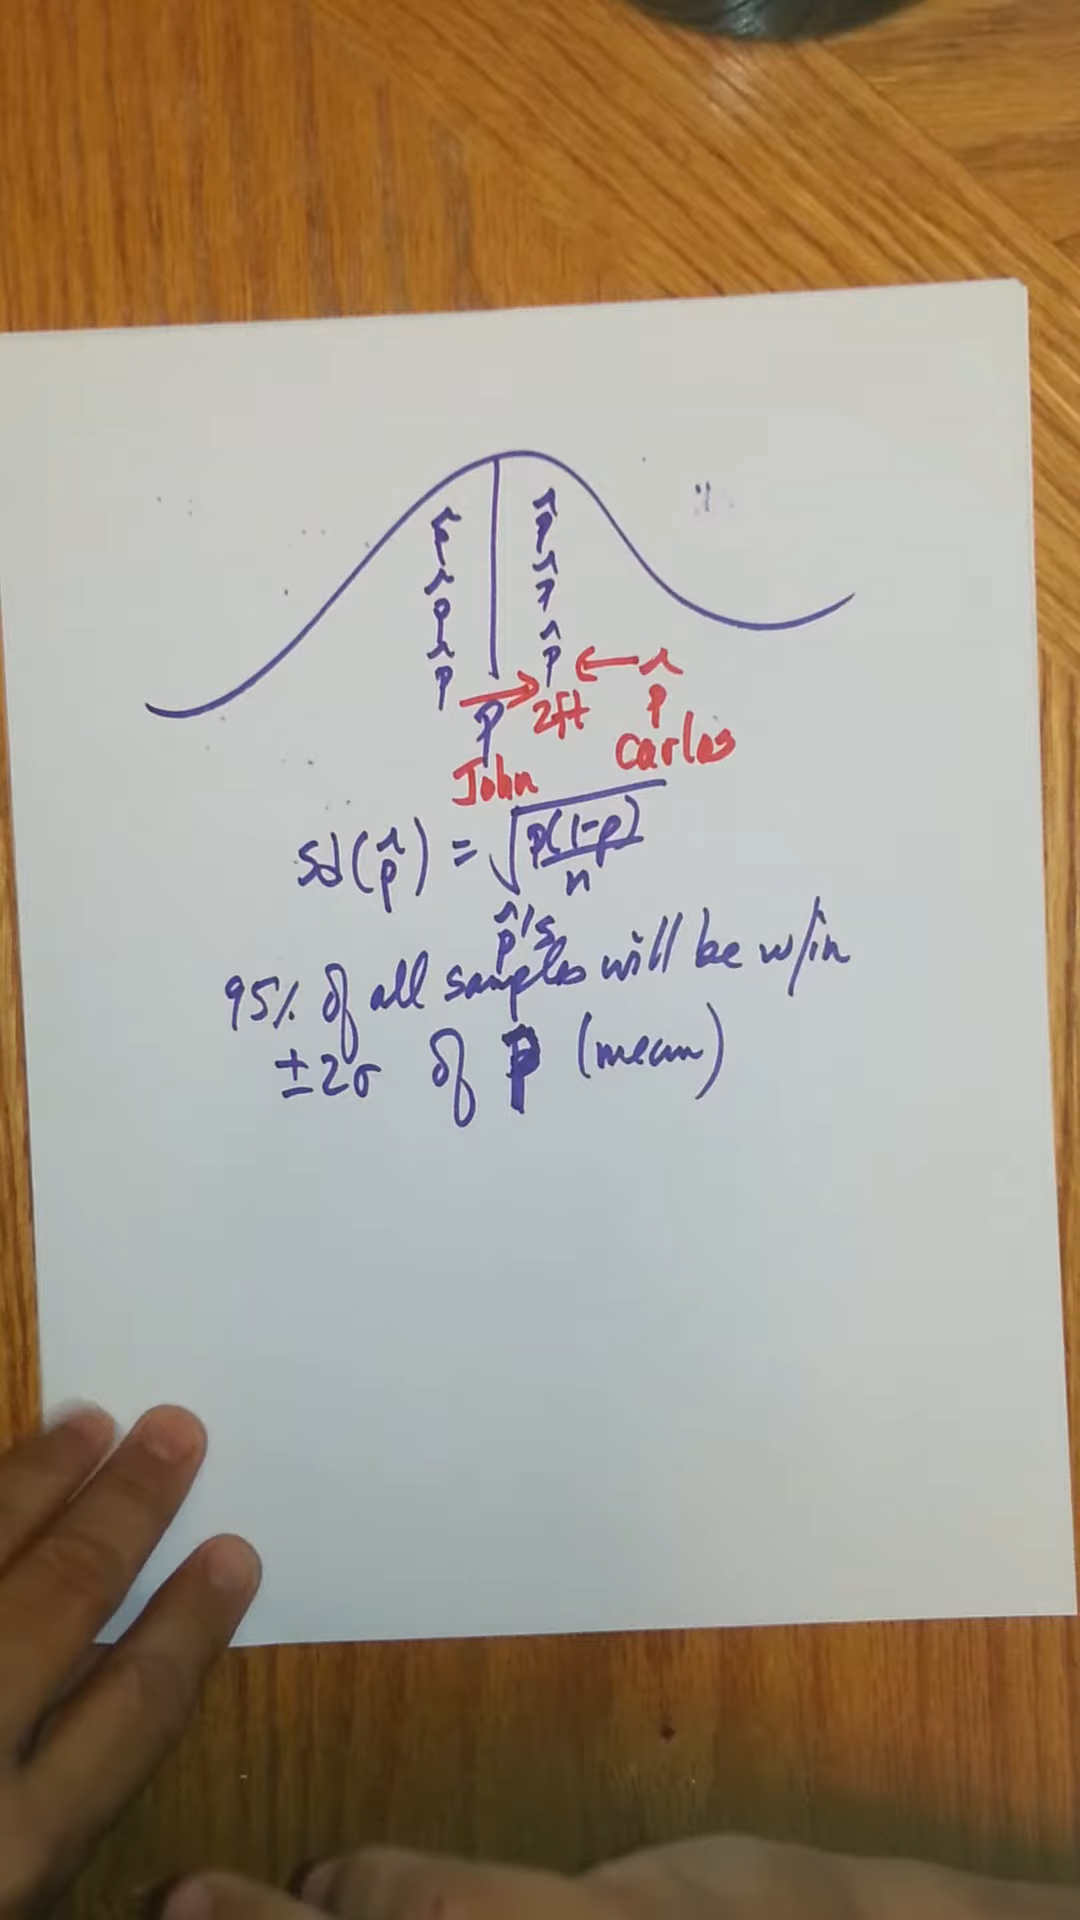 p̂ p̂
p̂ p̂
p̂ p̂ ← p̂
p → 2ft
John Carlos
sd(p̂) = √(p(1-p)/n)
p̂'s
95% of all samples will be w/in
±2σ of P (mean)